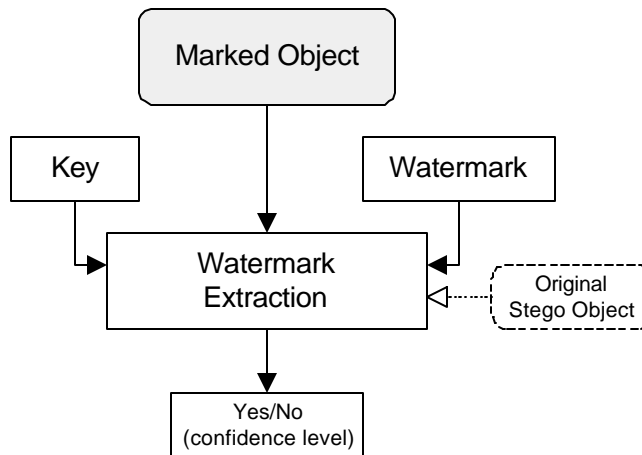 Marked Object
Key
Watermark
Watermark
Extraction
Original
Stego Object
Yes/No
(confidence level)